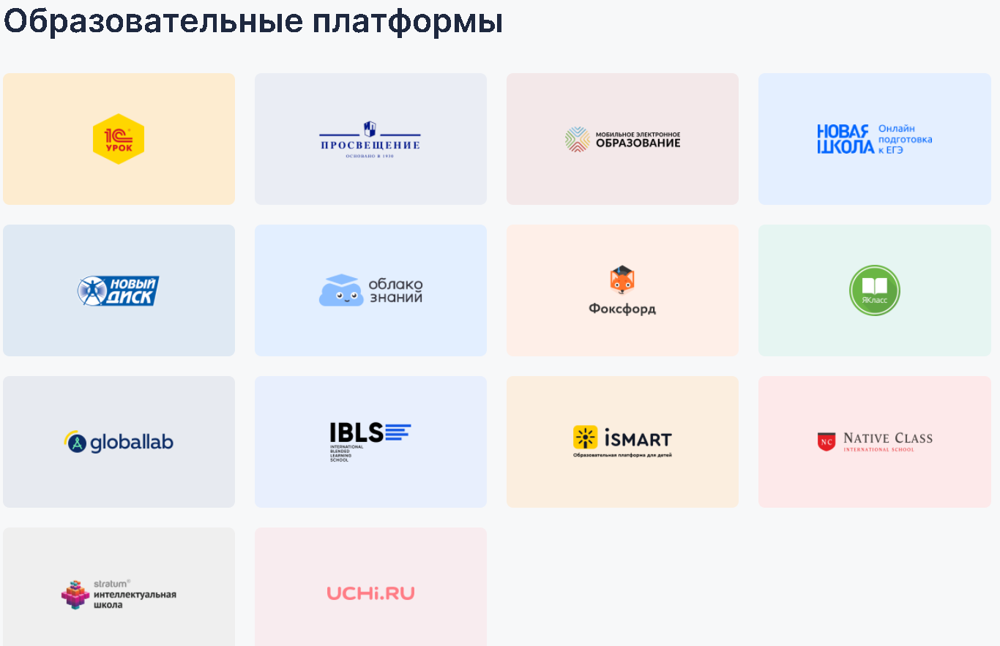 Образовательные платформы
1С
УРОК
ПРОСВЕЩЕНИЕ
ОСНОВАНО В 1930
МОБИЛЬНОЕ ЭЛЕКТРОННОЕ
ОБРАЗОВАНИЕ
НОВАЯ
ШКОЛА
Онлайн
подготовка
к ЕГЭ
НОВЫЙ
ДИСК
облако
знаний
Фоксфорд
ЯКласс
globallab
IBLS
INTERNATIONAL
BLENDED
LEARNING
SCHOOL
iSMART
Образовательная платформа для детей
NC
NATIVE CLASS
INTERNATIONAL SCHOOL
stratum®
интеллектуальная
школа
UCHi.RU